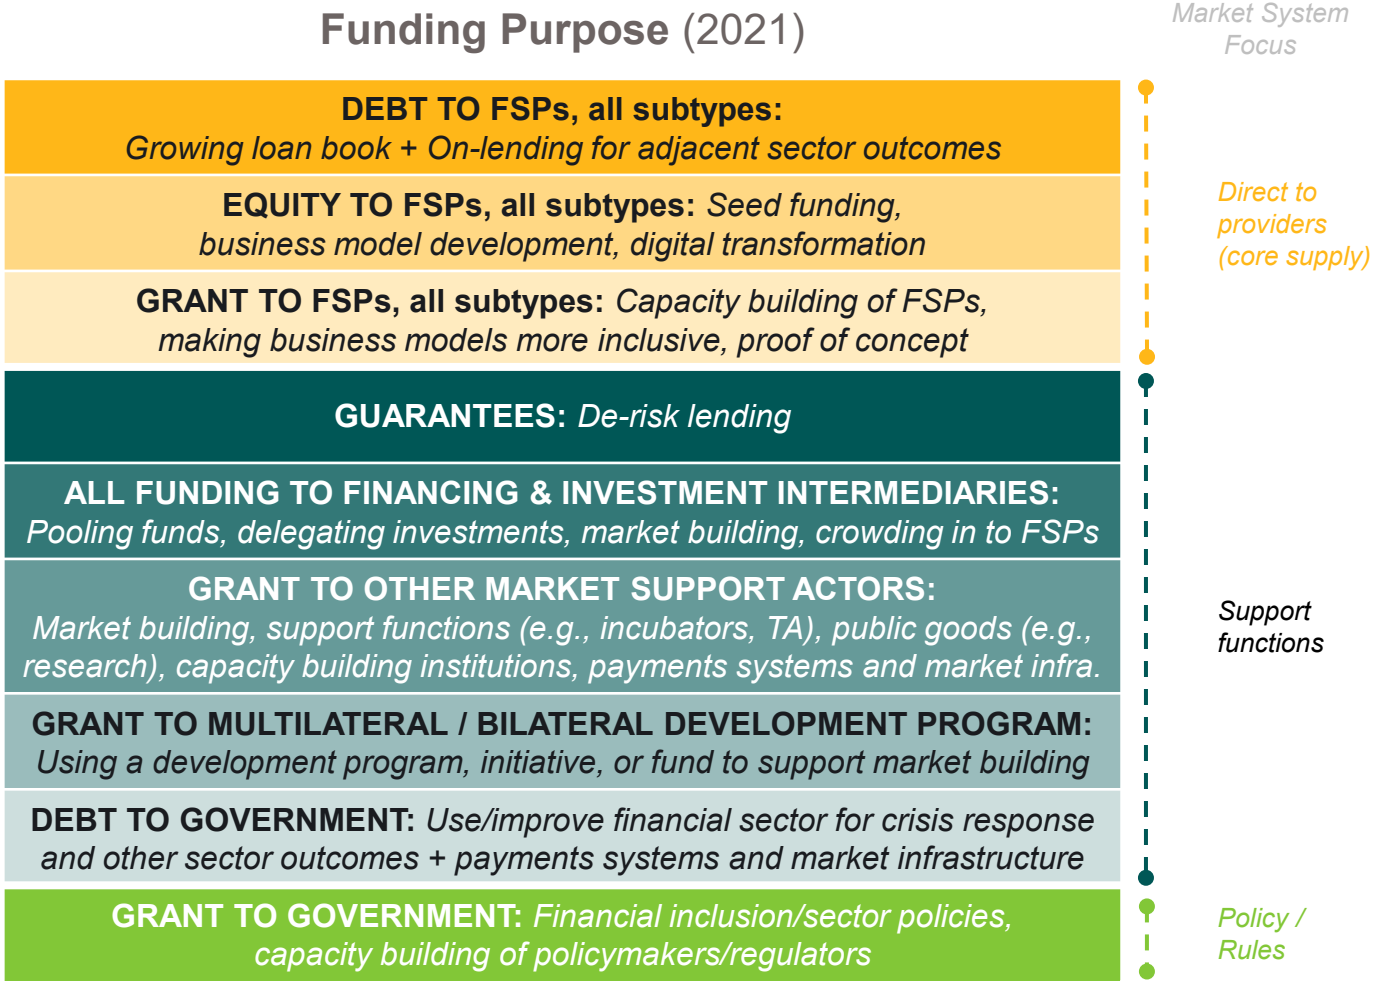 Funding Purpose (2021)
Market System
Focus
DEBT TO FSPs, all subtypes:
Growing loan book + On-lending for adjacent sector outcomes
EQUITY TO FSPs, all subtypes: Seed funding,
business model development, digital transformation
GRANT TO FSPs, all subtypes: Capacity building of FSPs,
making business models more inclusive, proof of concept
Direct to
providers
(core supply)
GUARANTEES: De-risk lending
ALL FUNDING TO FINANCING & INVESTMENT INTERMEDIARIES:
Pooling funds, delegating investments, market building, crowding in to FSPs
GRANT TO OTHER MARKET SUPPORT ACTORS:
Market building, support functions (e.g., incubators, TA), public goods (e.g.,
research), capacity building institutions, payments systems and market infra.
GRANT TO MULTILATERAL / BILATERAL DEVELOPMENT PROGRAM:
Using a development program, initiative, or fund to support market building
DEBT TO GOVERNMENT: Use/improve financial sector for crisis response
and other sector outcomes + payments systems and market infrastructure
Support
functions
GRANT TO GOVERNMENT: Financial inclusion/sector policies,
capacity building of policymakers/regulators
Policy /
Rules